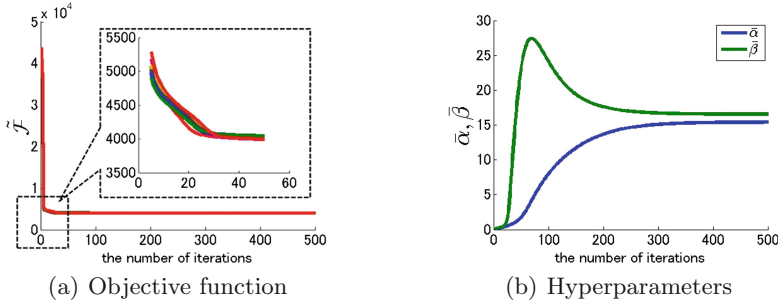 x 10⁴
5
4
3
2
1
0
F̃
5500
5000
4500
4000
3500
0 20 40 60
0 100 200 300 400 500
the number of iterations
(a) Objective function
30
25
20
15
10
5
0
ᾱ, β̄
ᾱ
β̄
0 100 200 300 400 500
the number of iterations
(b) Hyperparameters